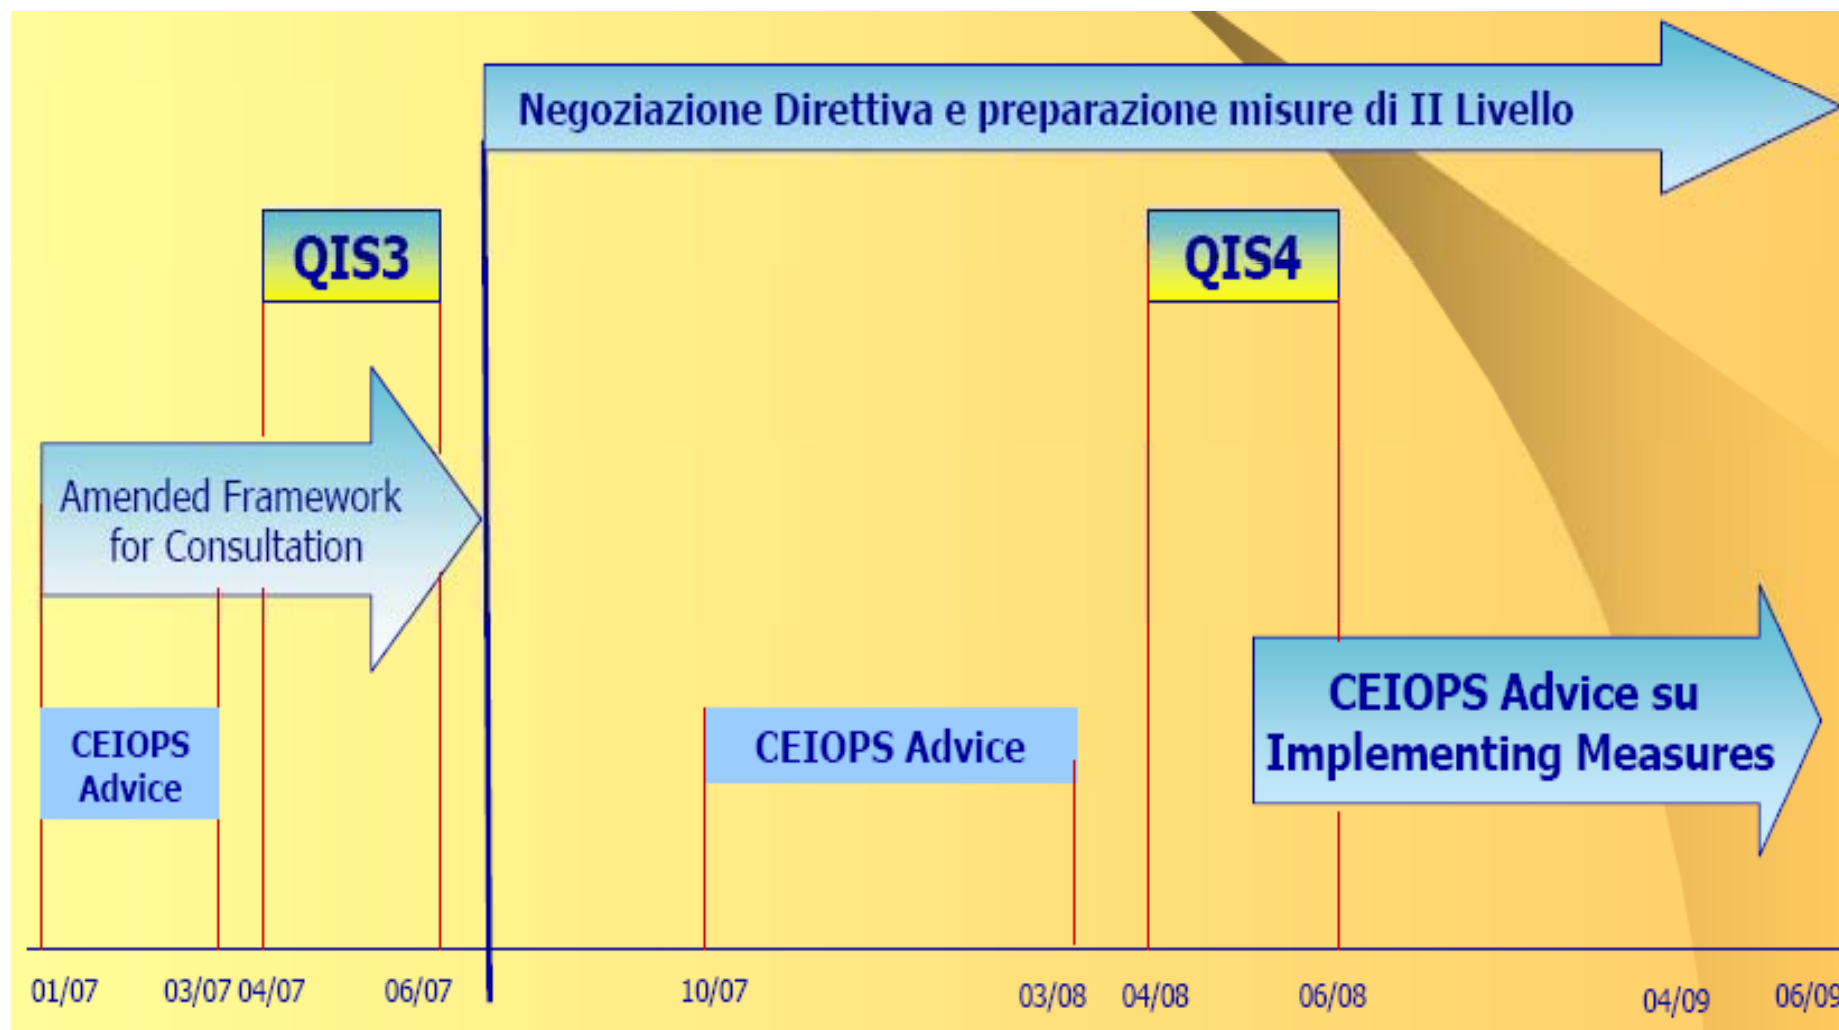 Negoziazione Direttiva e preparazione misure di II Livello
QIS3
QIS4
Amended Framework
for Consultation
CEIOPS Advice su
Implementing Measures
CEIOPS
Advice
CEIOPS Advice
01/07
03/07
04/07
06/07
10/07
03/08
04/08
06/08
04/09
06/09